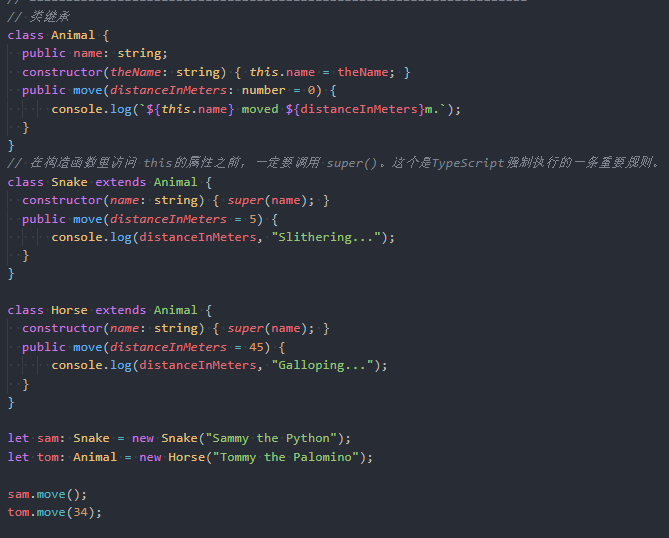 // ------------------------------------------------------------------
// 类继承
class Animal {
  public name: string;
  constructor(theName: string) { this.name = theName; }
  public move(distanceInMeters: number = 0) {
      console.log(`${this.name} moved ${distanceInMeters}m.`);
  }
}
// 在构造函数里访问 this的属性之前，一定要调用 super()。这个是TypeScript强制执行的一条重要规则。
class Snake extends Animal {
  constructor(name: string) { super(name); }
  public move(distanceInMeters = 5) {
      console.log(distanceInMeters, "Slithering...");
  }
}

class Horse extends Animal {
  constructor(name: string) { super(name); }
  public move(distanceInMeters = 45) {
      console.log(distanceInMeters, "Galloping...");
  }
}

let sam: Snake = new Snake("Sammy the Python");
let tom: Animal = new Horse("Tommy the Palomino");

sam.move();
tom.move(34);